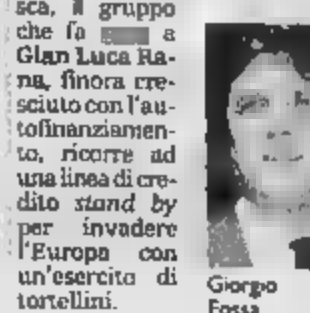 sca, il gruppo
che fa a
Gian Luca Ra-
na, finora cre-
sciuto con l'au-
tofinanziamen-
to, ricorre ad
una linea di cre-
dito stand by
per invadere
l'Europa con
un'esercito di
tortellini.
Giorgio
Fossa